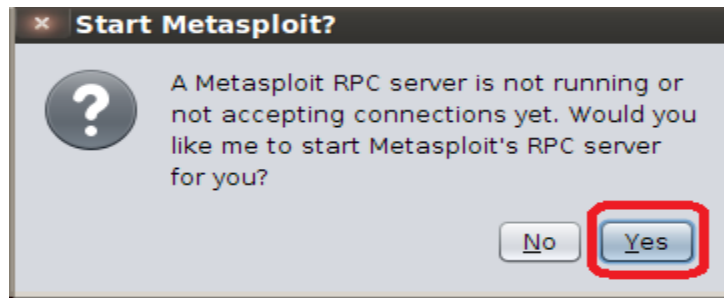 Start Metasploit?
A Metasploit RPC server is not running or
not accepting connections yet. Would you
like me to start Metasploit's RPC server
for you?
No Yes